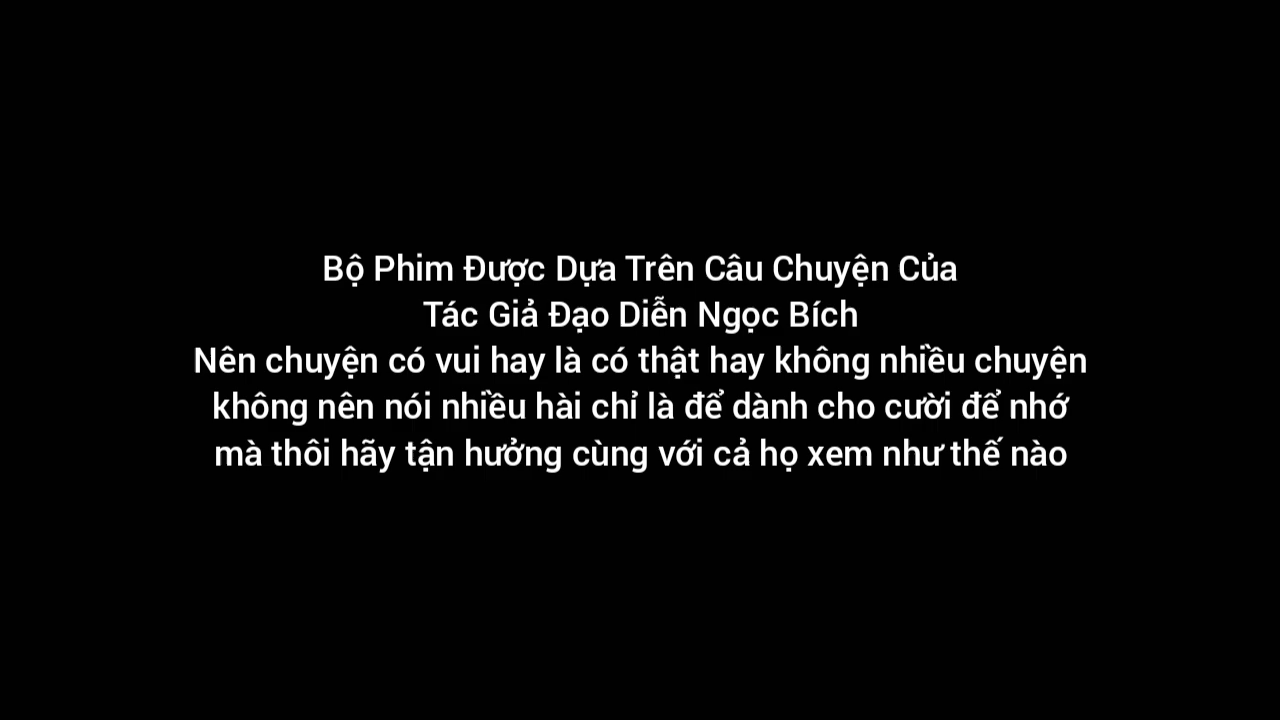 Bộ Phim Được Dựa Trên Câu Chuyện Của
Tác Giả Đạo Diễn Ngọc Bích
Nên chuyện có vui hay là có thật hay không nhiều chuyện
không nên nói nhiều hài chỉ là để dành cho cười để nhớ
mà thôi hãy tận hưởng cùng với cả họ xem như thế nào